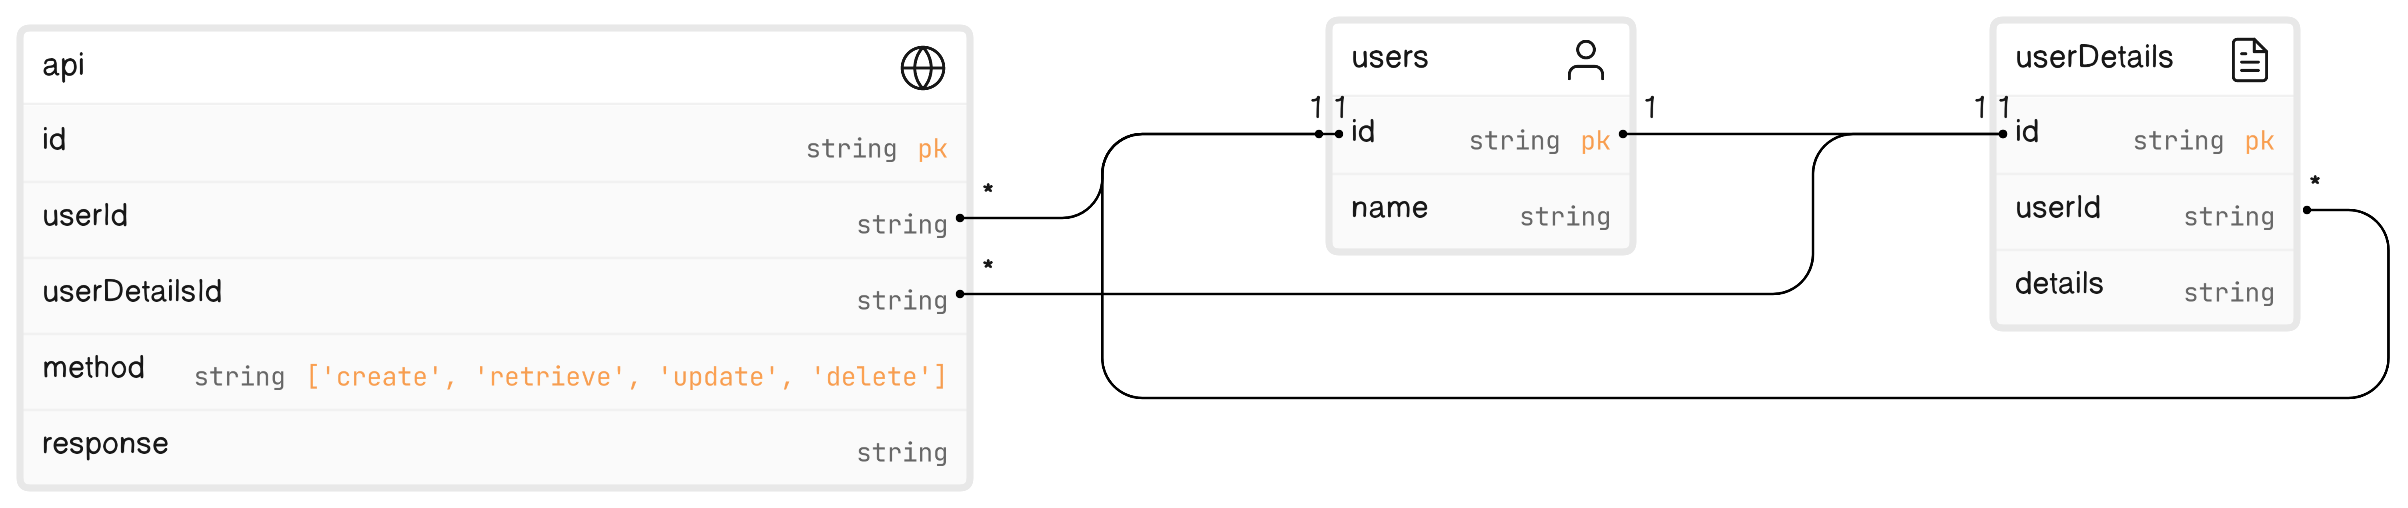 api
id string pk
userId string *
userDetailsId string *
method string ['create', 'retrieve', 'update', 'delete']
response string
users
1 1 id string pk 1
name string
userDetails
1 1 id string pk
userId string *
details string